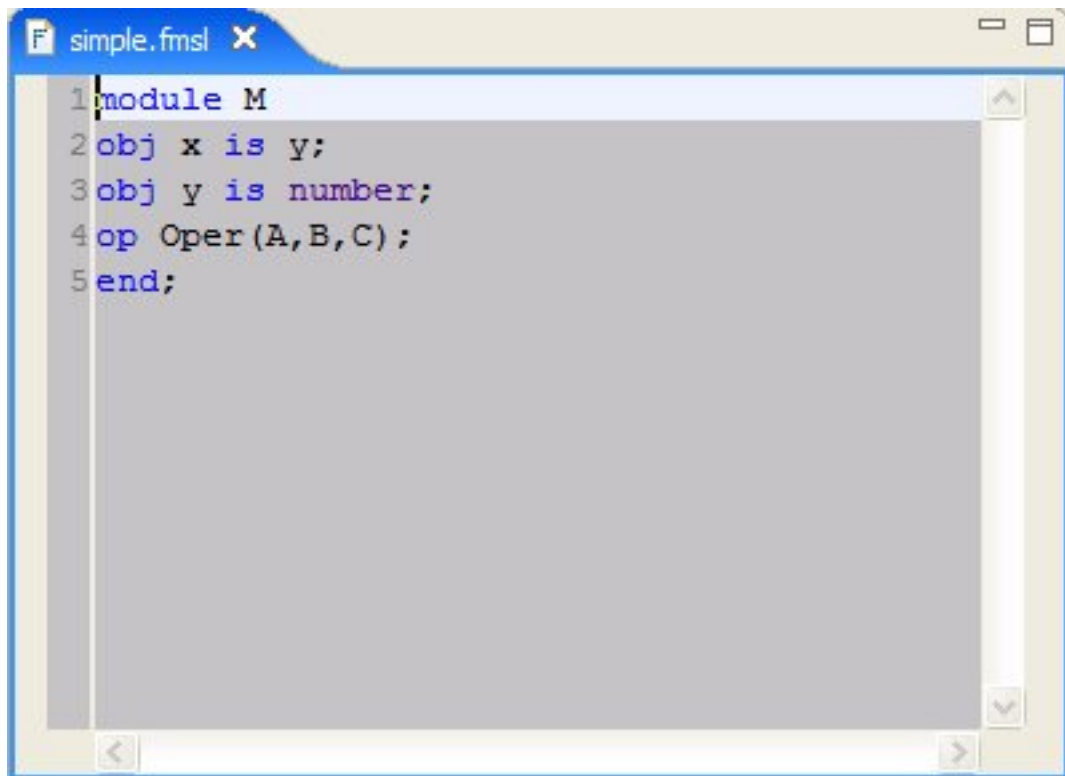 simple.fmsl
1 module M
2 obj x is y;
3 obj y is number;
4 op Oper(A,B,C);
5 end;